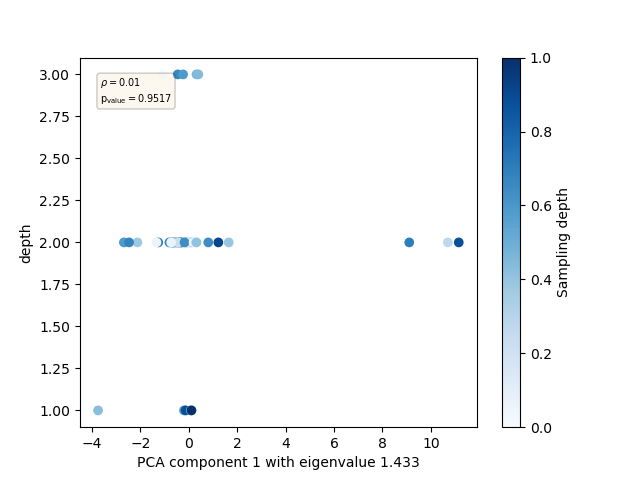 3.00
2.75
2.50
2.25
2.00
1.75
1.50
1.25
1.00
depth
ρ = 0.01
p_value = 0.9517
−4 −2 0 2 4 6 8 10
PCA component 1 with eigenvalue 1.433
1.0
0.8
0.6
0.4
0.2
0.0
Sampling depth